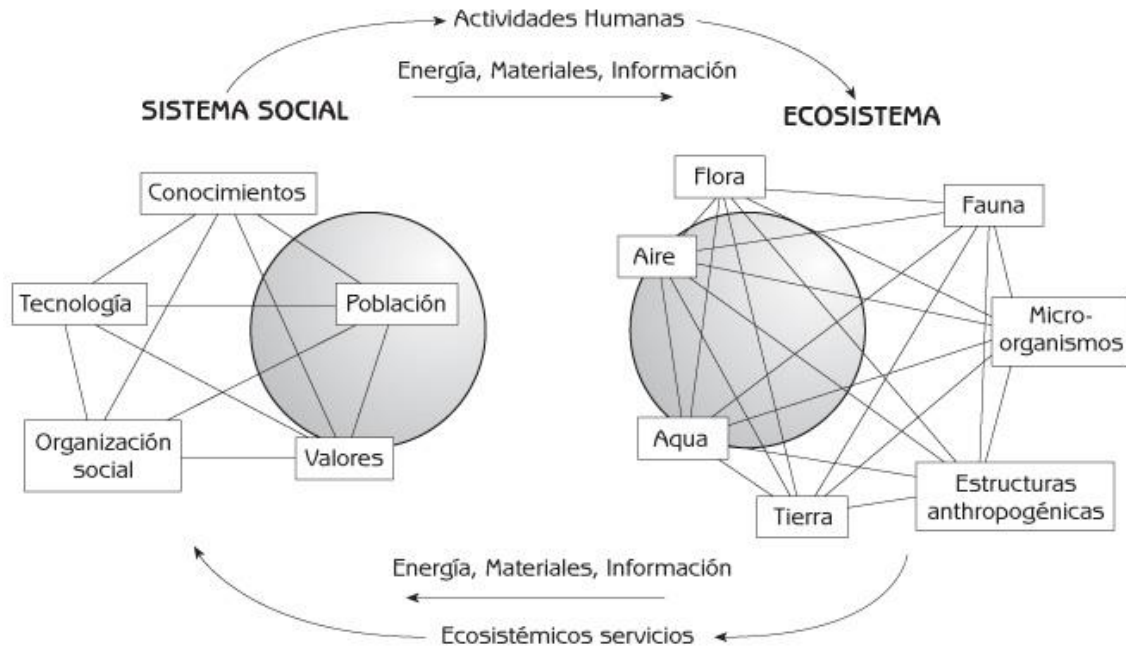 Actividades Humanas
Energía, Materiales, Información
SISTEMA SOCIAL
ECOSISTEMA
Conocimientos
Tecnología
Población
Organización
social
Valores
Flora
Fauna
Aire
Micro-
organismos
Aqua
Tierra
Estructuras
anthropogénicas
Energía, Materiales, Información
Ecosistémicos servicios